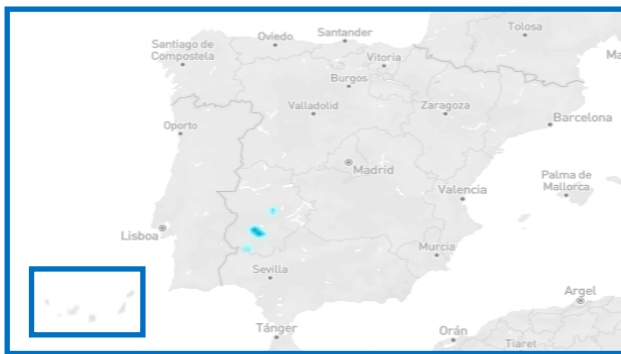 Tolosa
Oviedo
Santander
Santiago de
Compostela
Ma
Vitoria
Burgos
Valladolid
Zaragoza
Barcelona
Oporto
Madrid
Palma de
Mallorca
Valencia
Lisboa
Murcia
Sevilla
Argel
Tánger
Orán
Tiaret